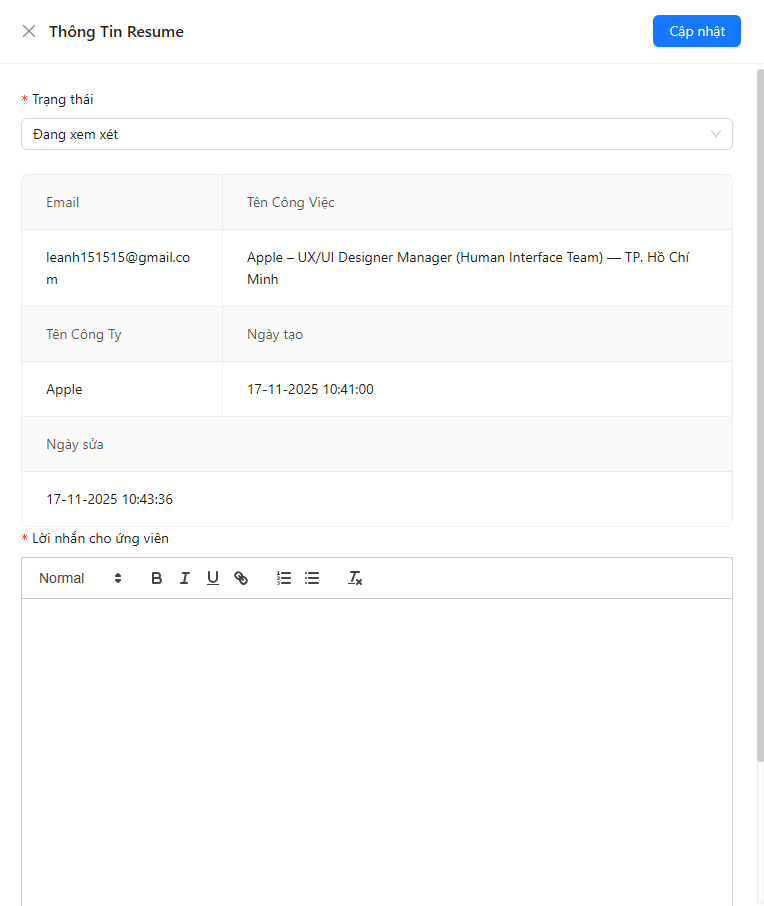 Thông Tin Resume
Cập nhật
* Trạng thái
Đang xem xét
Email
Tên Công Việc
leanh151515@gmail.co
m
Apple – UX/UI Designer Manager (Human Interface Team) — TP. Hồ Chí
Minh
Tên Công Ty
Ngày tạo
Apple
17-11-2025 10:41:00
Ngày sửa
17-11-2025 10:43:36
* Lời nhắn cho ứng viên
Normal